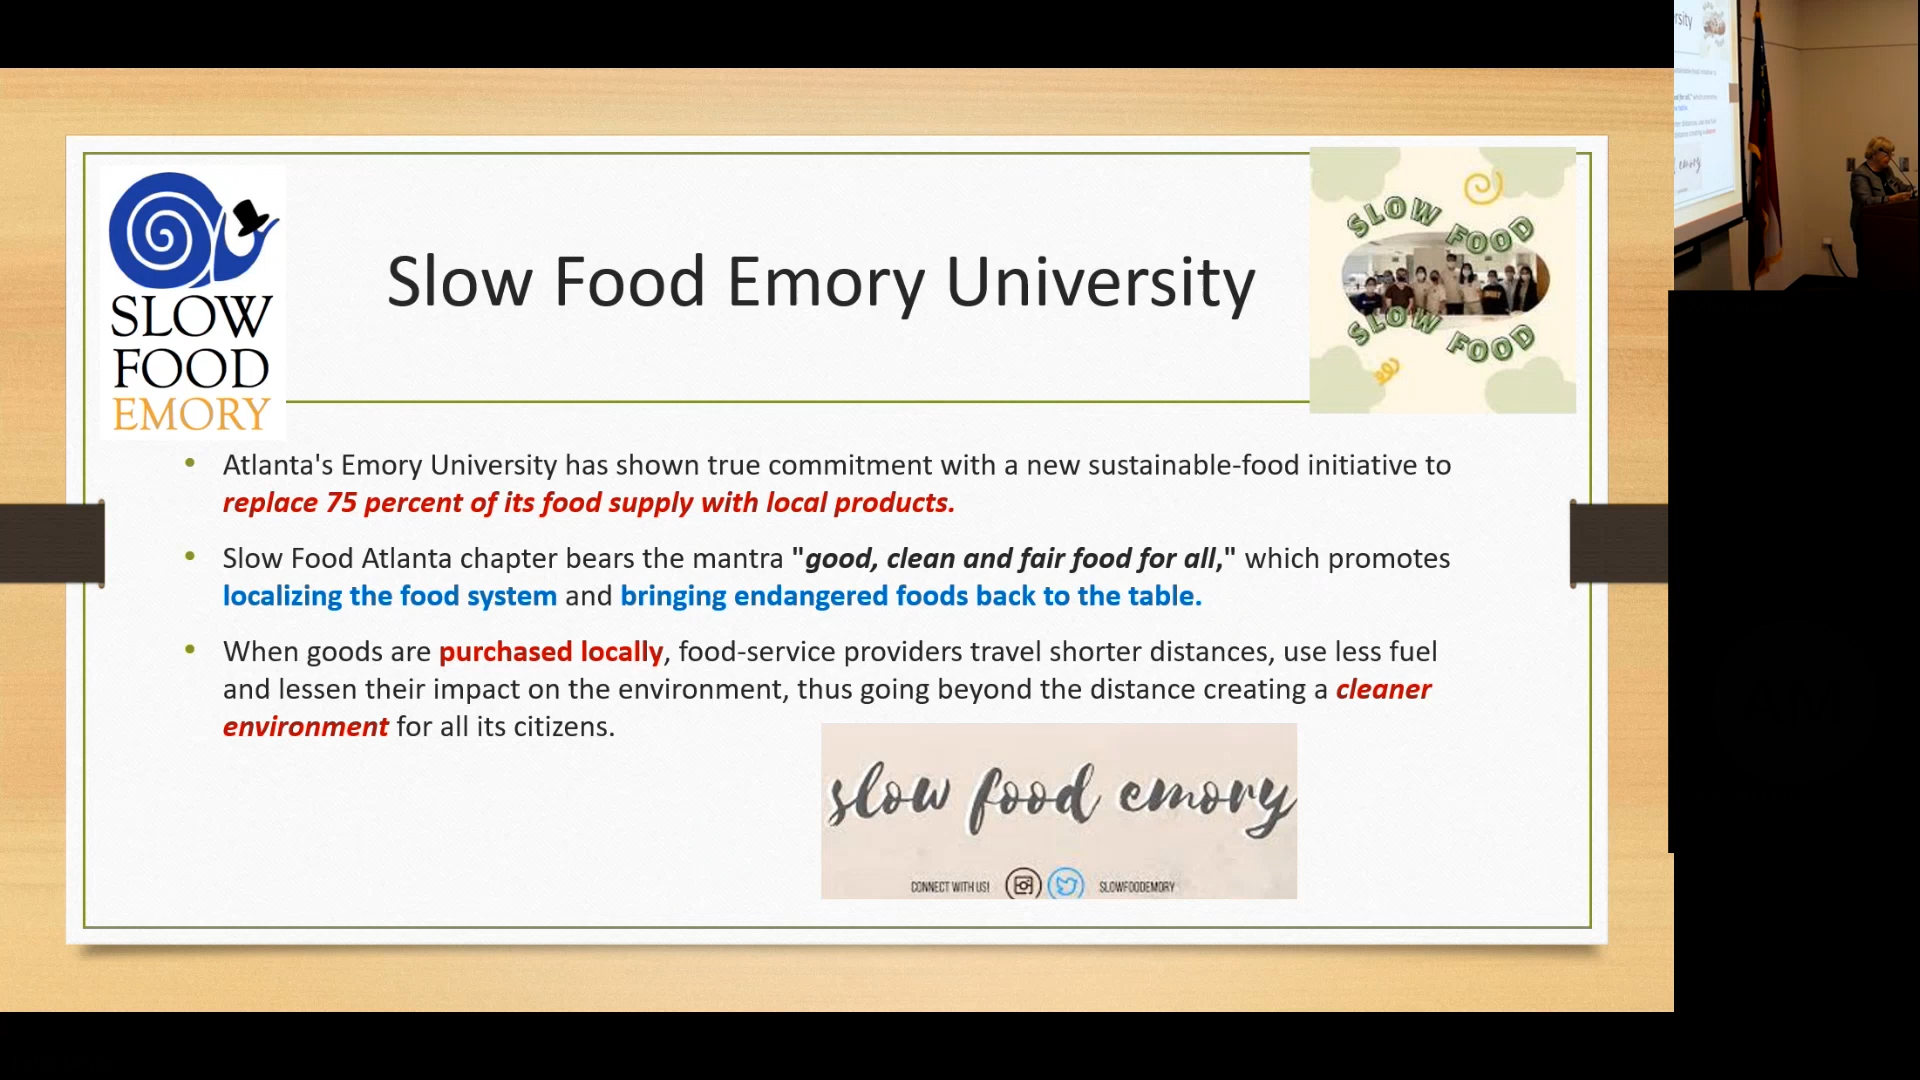 SLOW
FOOD
EMORY
Slow Food Emory University
SLOW FOOD
SLOW FOOD
• Atlanta's Emory University has shown true commitment with a new sustainable-food initiative to
replace 75 percent of its food supply with local products.
• Slow Food Atlanta chapter bears the mantra "good, clean and fair food for all," which promotes
localizing the food system and bringing endangered foods back to the table.
• When goods are purchased locally, food-service providers travel shorter distances, use less fuel
and lessen their impact on the environment, thus going beyond the distance creating a cleaner
environment for all its citizens.
slow food emory
CONNECT WITH US! SLOWFOODEMORY
rsity
emory